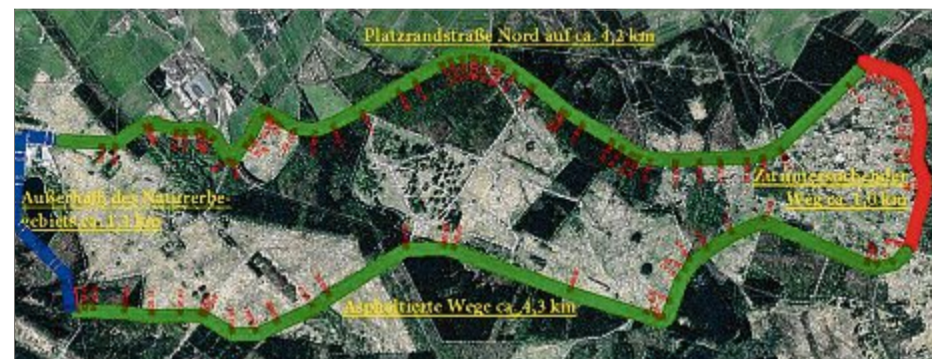 Platzrandstraße Nord auf ca. 4,2 km
Zu untersuchender
Weg ca. 1,0 km
Außerhalb des Naturerbe-
gebiets ca. 1,3 km
Asphaltierte Wege ca. 4,3 km